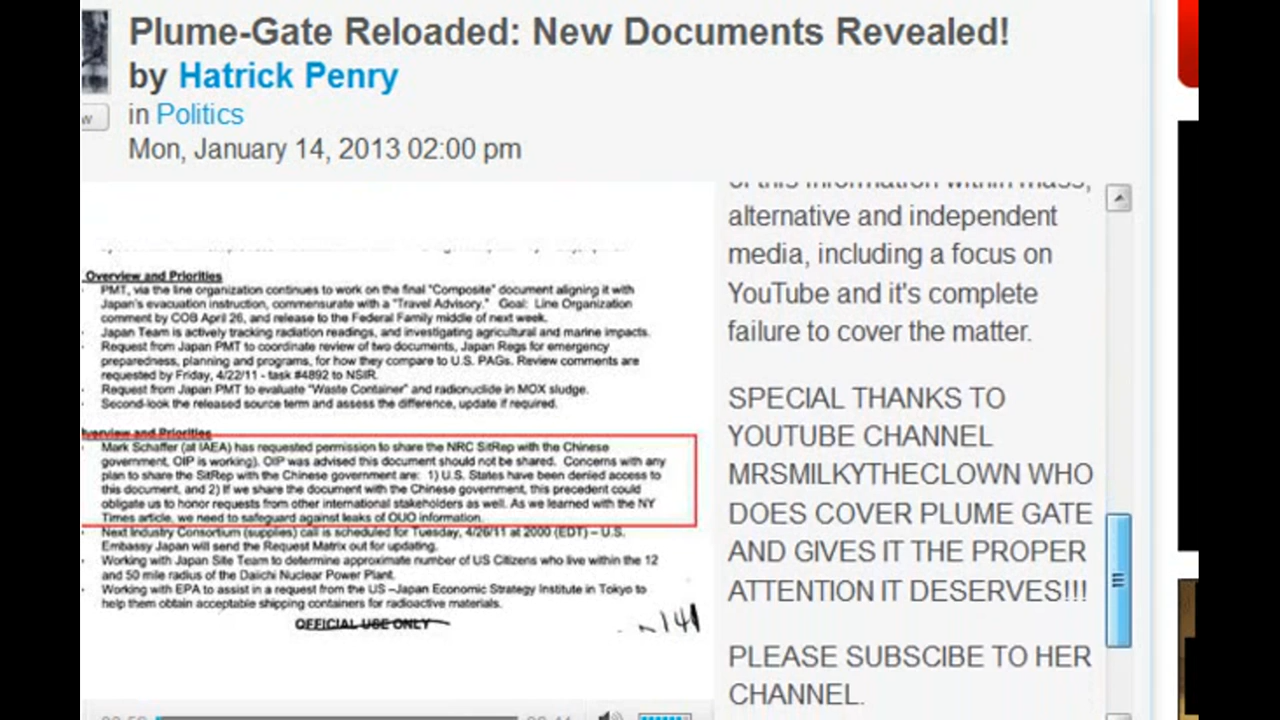 Plume-Gate Reloaded: New Documents Revealed!
by Hatrick Penry
w
in Politics
Mon, January 14, 2013 02:00 pm
Overview and Priorities
PMT, via the line organization continues to work on the final "Composite" document aligning it with
Japan's evacuation instruction, commensurate with a "Travel Advisory." Goal: Line Organization
comment by COB April 26, and release to the Federal Family middle of next week.
Japan Team is actively tracking radiation readings, and investigating agricultural and marine impacts.
Request from Japan PMT to coordinate review of two documents, Japan Regs for emergency
preparedness, planning and programs, for how they compare to U.S. PAGs. Review comments are
requested by Friday, 4/22/11 - task #4892 to NSIR.
Request from Japan PMT to evaluate "Waste Container" and radionuclide in MOX sludge.
Second-look the released source term and assess the difference, update if required.
verview and Priorities
Mark Schaffer (at IAEA) has requested permission to share the NRC SitRep with the Chinese
government, OIP is working). OIP was advised this document should not be shared. Concerns with any
plan to share the SitRep with the Chinese government are: 1) U.S. States have been denied access to
this document, and 2) If we share the document with the Chinese government, this precedent could
obligate us to honor requests from other international stakeholders as well. As we learned with the NY
Times article, we need to safeguard against leaks of OUO information.
Next Industry Consortium (supplies) call is scheduled for Tuesday, 4/26/11 at 2000 (EDT) – U.S.
Embassy Japan will send the Request Matrix out for updating.
Working with Japan Site Team to determine approximate number of US Citizens who live within the 12
and 50 mile radius of the Daiichi Nuclear Power Plant.
Working with EPA to assist in a request from the US –Japan Economic Strategy Institute in Tokyo to
help them obtain acceptable shipping containers for radioactive materials.
OFFICIAL USE ONLY
of this information within mass,
alternative and independent
media, including a focus on
YouTube and it's complete
failure to cover the matter.
SPECIAL THANKS TO
YOUTUBE CHANNEL
MRSMILKYTHECLOWN WHO
DOES COVER PLUME GATE
AND GIVES IT THE PROPER
ATTENTION IT DESERVES!!!
PLEASE SUBSCIBE TO HER
CHANNEL.